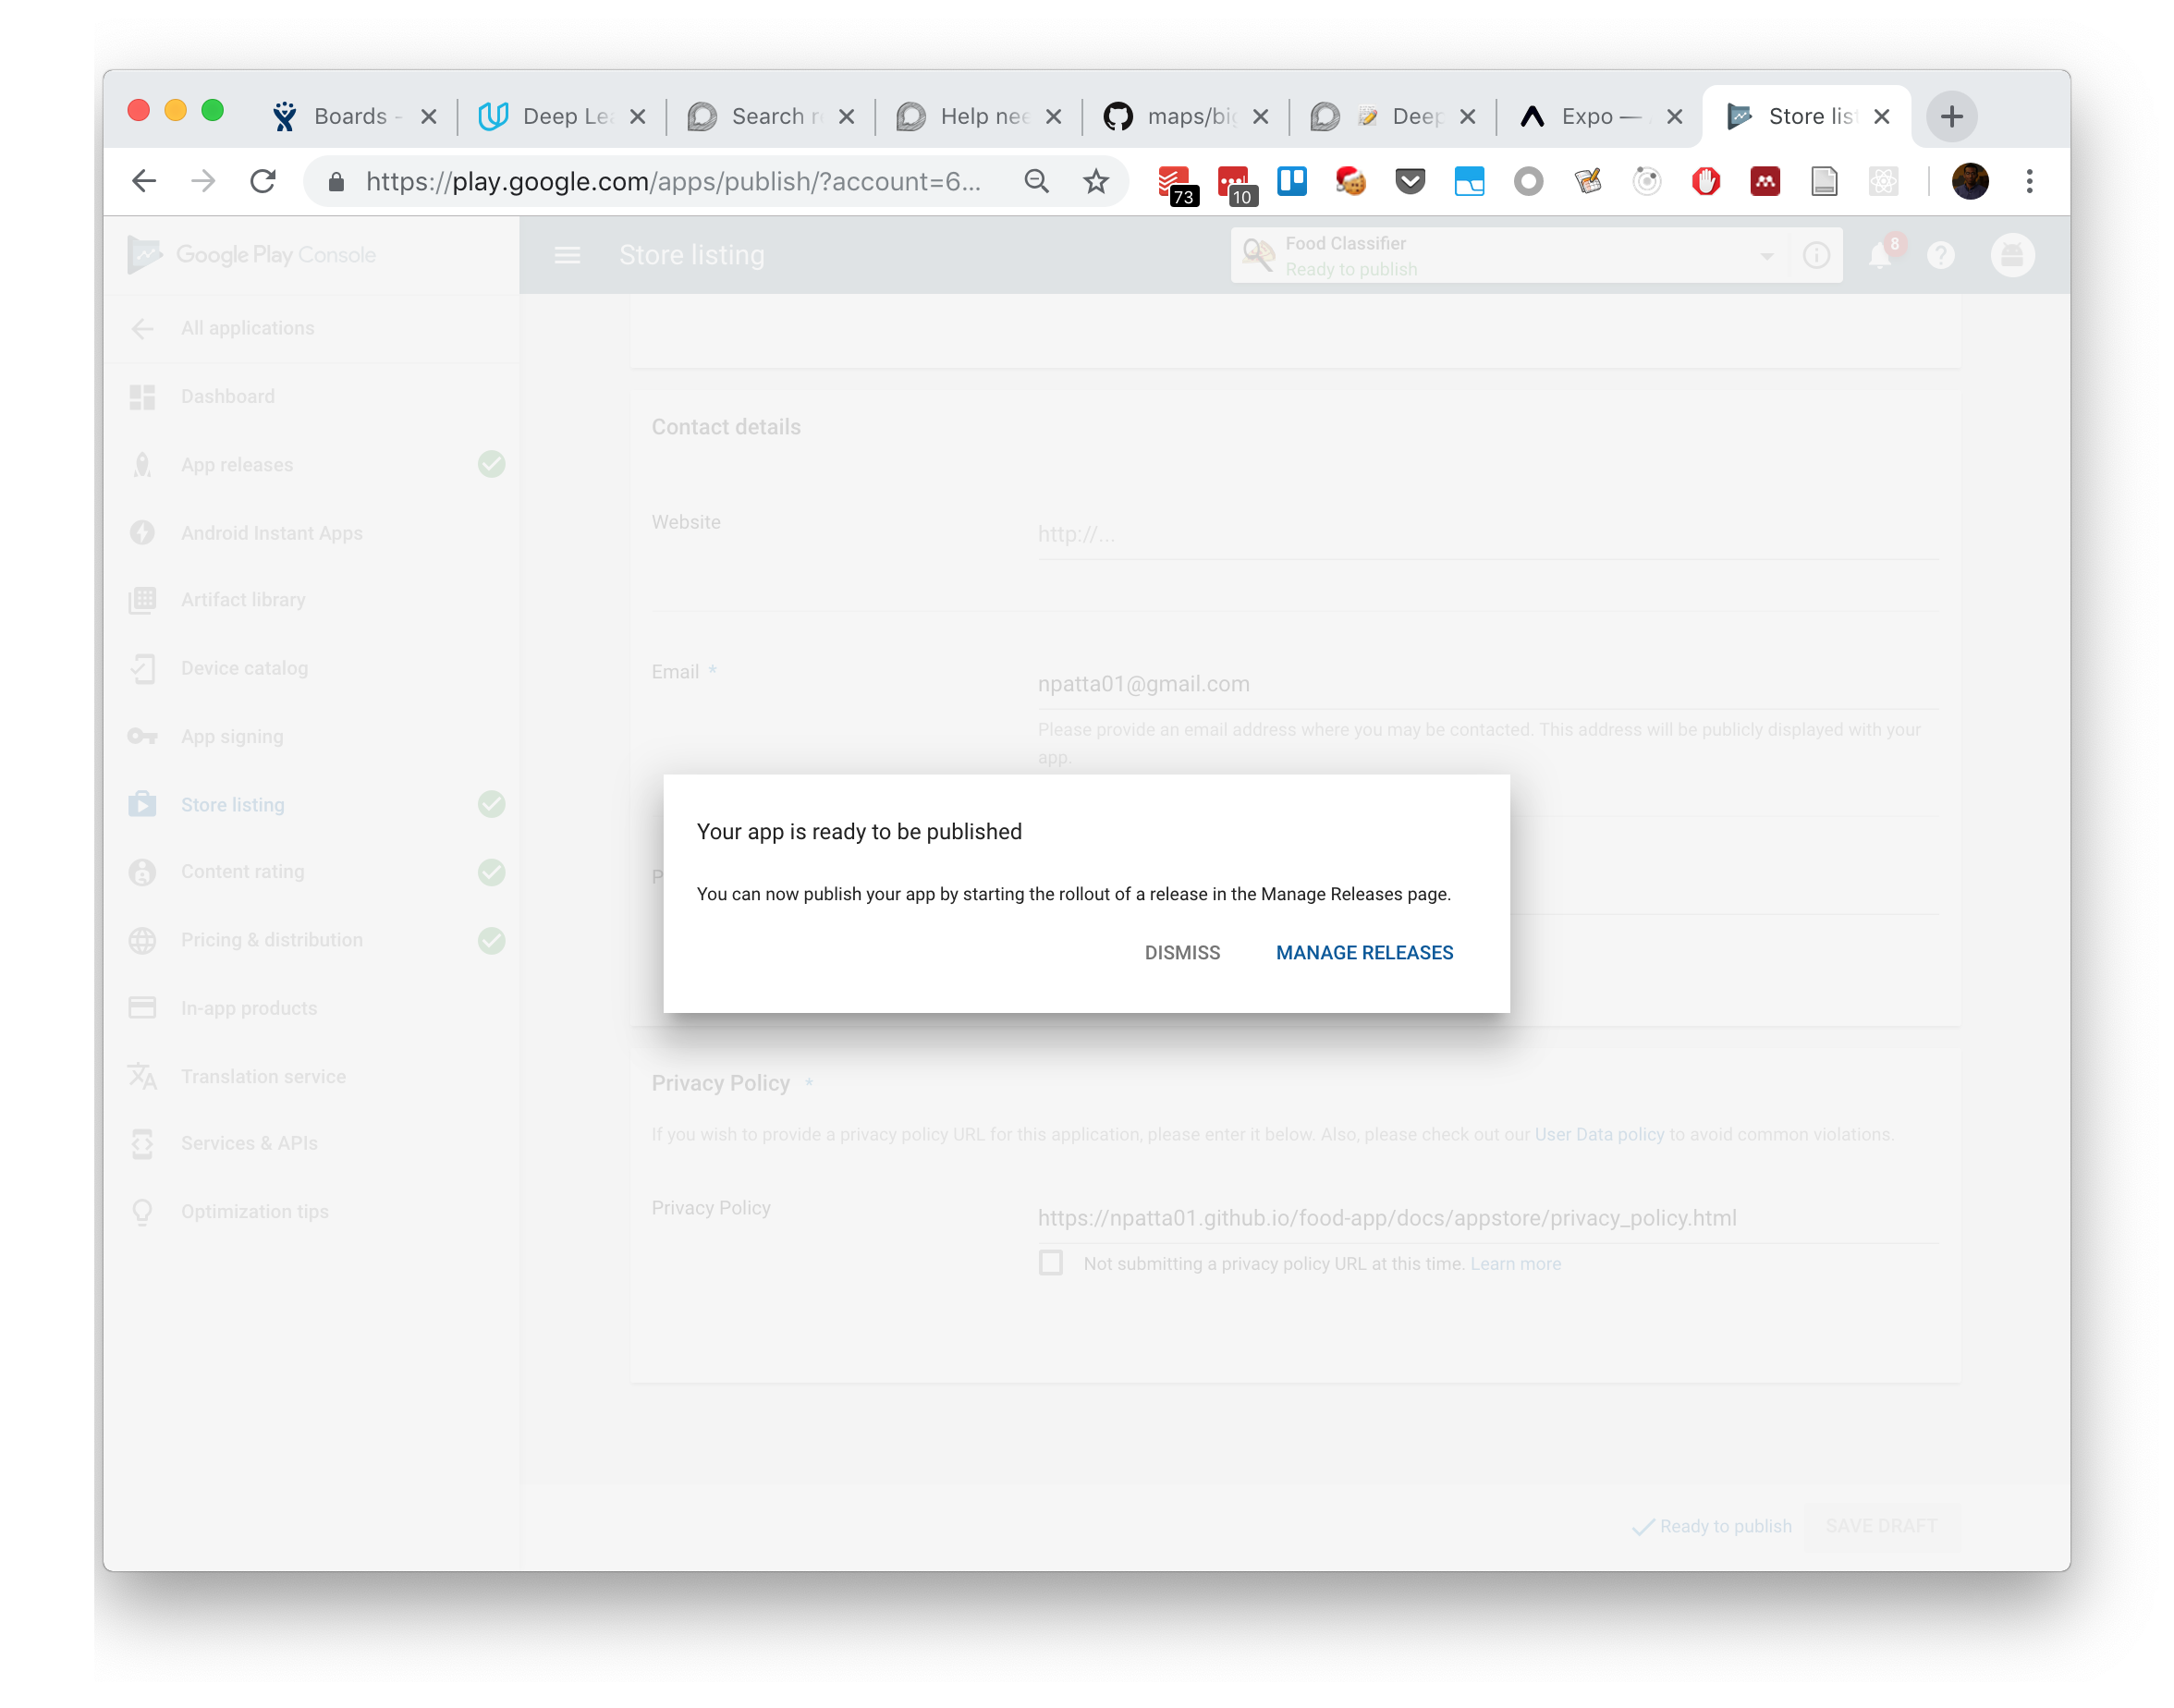 Boards -
Deep Lea
Search r
Help nee
maps/big
Deep
Expo —
Store lis
https://play.google.com/apps/publish/?account=6...
73
10
Google Play Console
Store listing
Food Classifier
Ready to publish
8
All applications
Dashboard
App releases
Android Instant Apps
Artifact library
Device catalog
App signing
Store listing
Content rating
Pricing & distribution
In-app products
Translation service
Services & APIs
Optimization tips
Contact details
Website
http://...
Email *
npatta01@gmail.com
Please provide an email address where you may be contacted. This address will be publicly displayed with your
app.
P
Your app is ready to be published
You can now publish your app by starting the rollout of a release in the Manage Releases page.
DISMISS
MANAGE RELEASES
Privacy Policy *
If you wish to provide a privacy policy URL for this application, please enter it below. Also, please check out our User Data policy to avoid common violations.
Privacy Policy
https://npatta01.github.io/food-app/docs/appstore/privacy_policy.html
Not submitting a privacy policy URL at this time. Learn more
Ready to publish
SAVE DRAFT